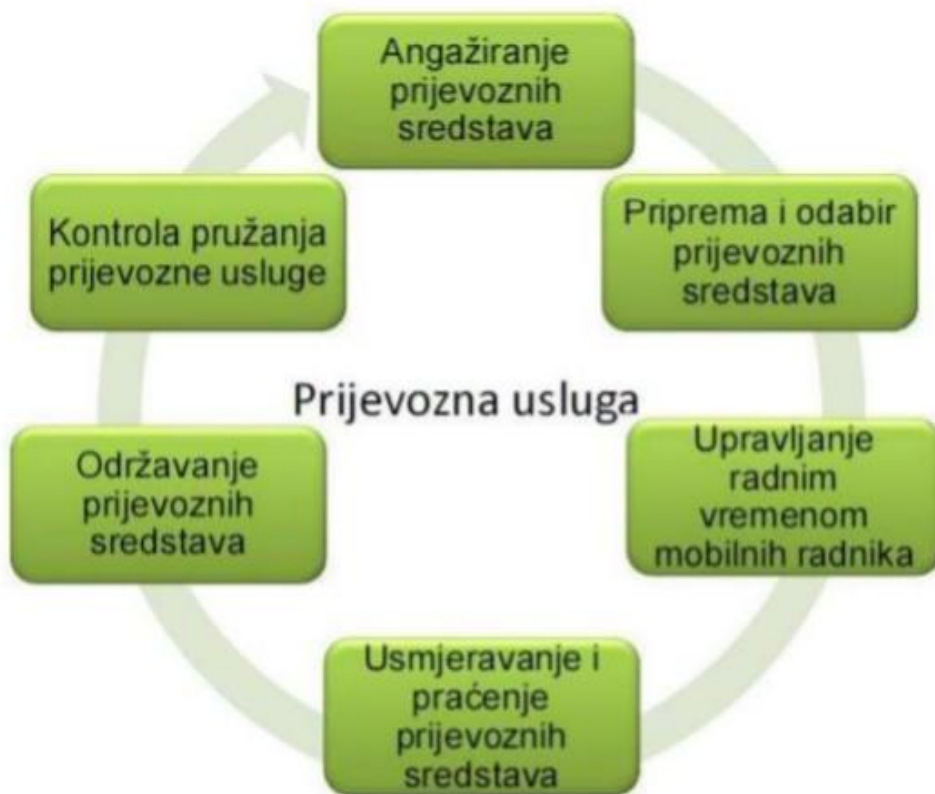 Angažiranje
prijevoznih
sredstava
Priprema i odabir
prijevoznih
sredstava
Upravljanje
radnim
vremenom
mobilnih radnika
Usmjeravanje i
praćenje
prijevoznih
sredstava
Održavanje
prijevoznih
sredstava
Kontrola pružanja
prijevozne usluge
Prijevozna usluga